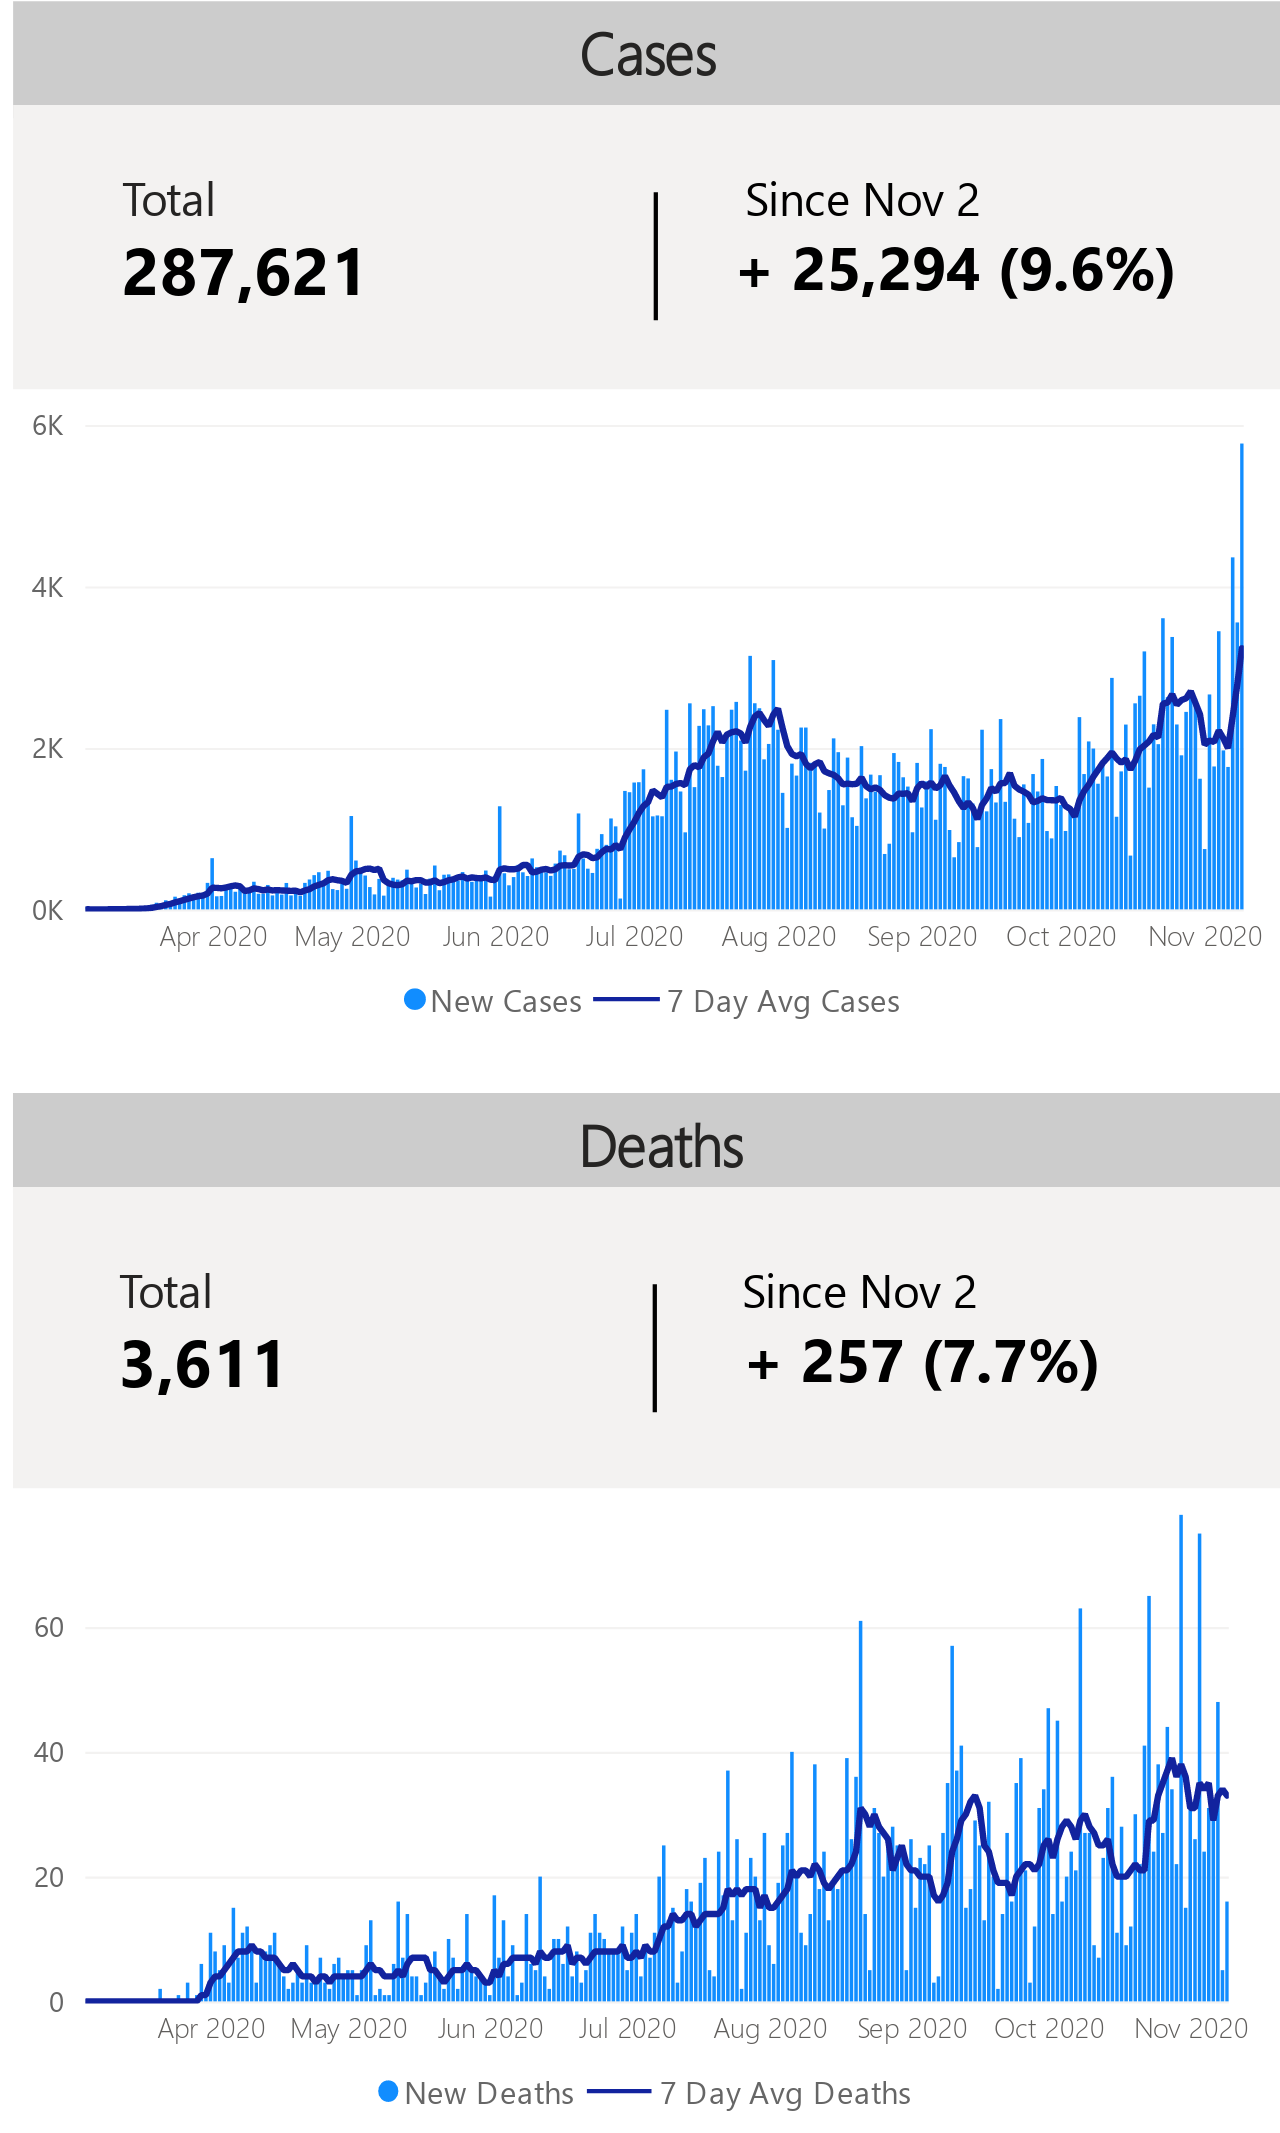 Cases
Total
Since Nov 2
287,621
+ 25,294 (9.6%)
6K
4K
2K
0K
Apr 2020 May 2020 Jun 2020 Jul 2020 Aug 2020 Sep 2020 Oct 2020 Nov 2020
New Cases 7 Day Avg Cases
Deaths
Total
Since Nov 2
3,611
+ 257 (7.7%)
60
40
20
0
Apr 2020 May 2020 Jun 2020 Jul 2020 Aug 2020 Sep 2020 Oct 2020 Nov 2020
New Deaths 7 Day Avg Deaths